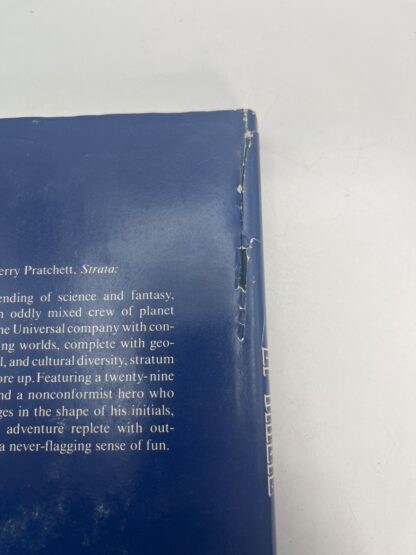 erry Pratchett, Strata:
ending of science and fantasy,
n oddly mixed crew of planet
he Universal company with con-
ing worlds, complete with geo-
l, and cultural diversity, stratum
ore up. Featuring a twenty-nine
nd a nonconformist hero who
ges in the shape of his initials,
adventure replete with out-
a never-flagging sense of fun.